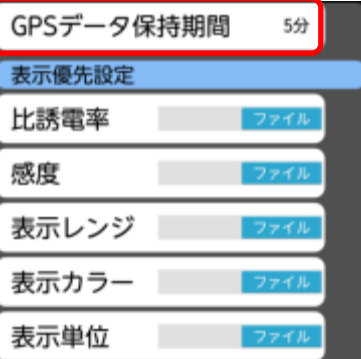 GPSデータ保持期間 5分
表示優先設定
比誘電率 ファイル
感度 ファイル
表示レンジ ファイル
表示カラー ファイル
表示単位 ファイル